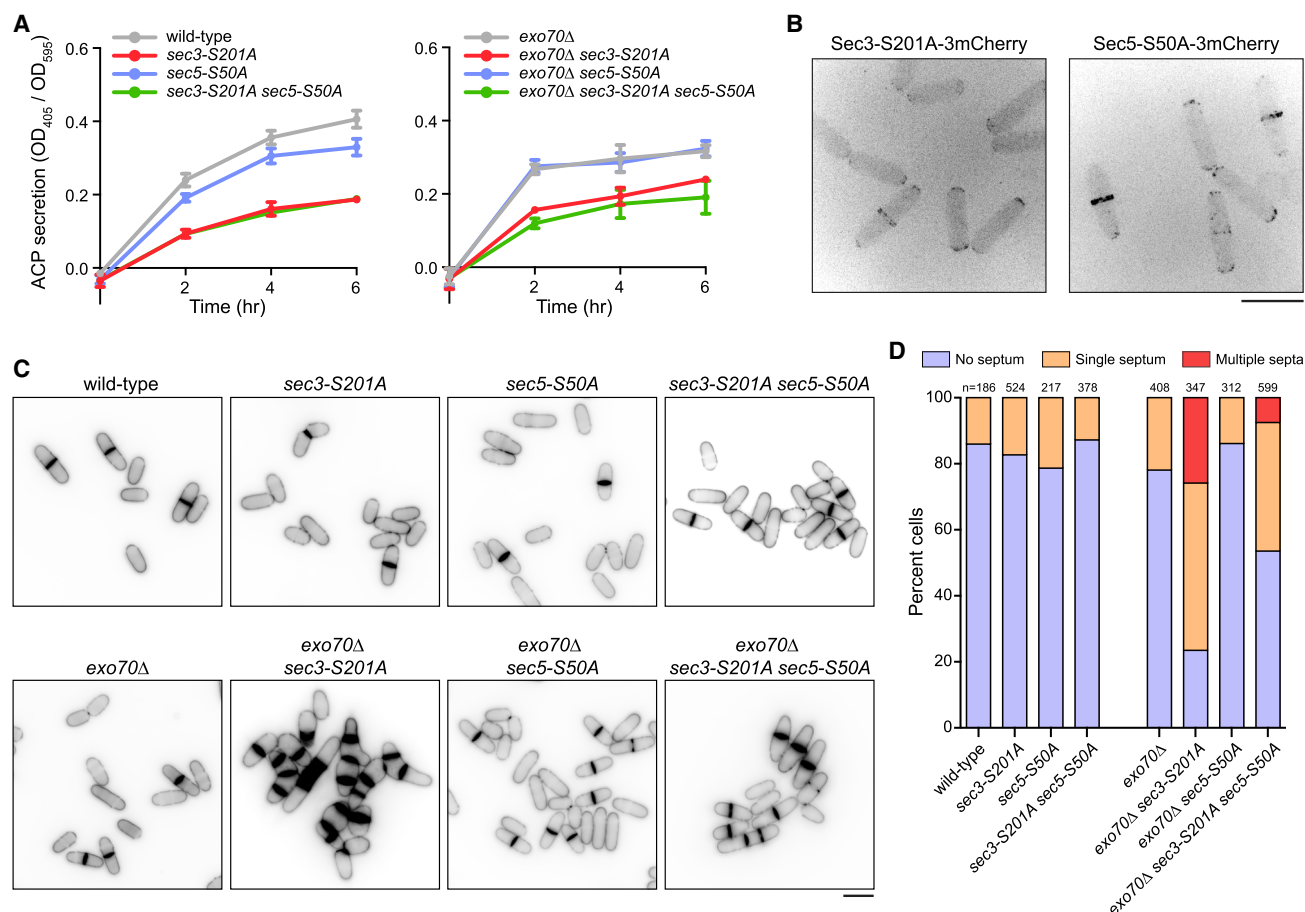 A
wild-type
sec3-S201A
sec5-S50A
sec3-S201A sec5-S50A
ACP secretion (OD405 / OD595)
0.6
0.4
0.2
0.0
2
4
6
Time (hr)
exo70Δ
exo70Δ sec3-S201A
exo70Δ sec5-S50A
exo70Δ sec3-S201A sec5-S50A
0.6
0.4
0.2
0.0
2
4
6
Time (hr)
B
Sec3-S201A-3mCherry
Sec5-S50A-3mCherry
C
wild-type
sec3-S201A
sec5-S50A
sec3-S201A sec5-S50A
exo70Δ
exo70Δ
sec3-S201A
exo70Δ
sec5-S50A
exo70Δ
sec3-S201A sec5-S50A
D
No septum
Single septum
Multiple septa
n=186
524
217
378
408
347
312
599
Percent cells
100
80
60
40
20
0
wild-type
sec3-S201A
sec5-S50A
sec3-S201A sec5-S50A
exo70Δ
exo70Δ sec3-S201A
exo70Δ sec5-S50A
exo70Δ sec3-S201A sec5-S50A